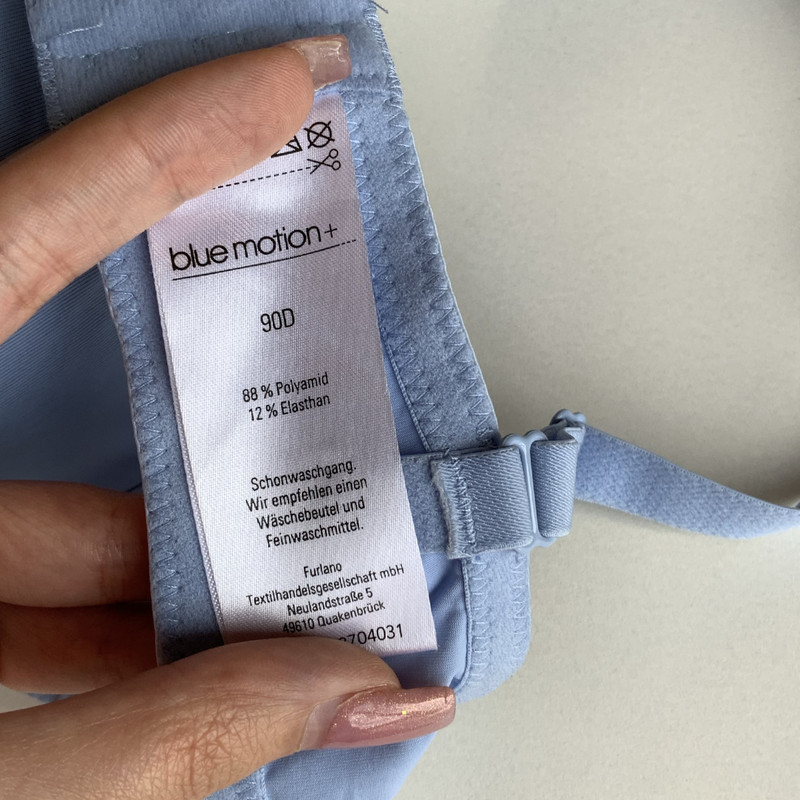 blue motion+
90D
88 % Polyamid
12 % Elasthan
Schonwaschgang.
Wir empfehlen einen
Wäschebeutel und
Feinwaschmittel.
Furlano
Textilhandelsgesellschaft mbH
Neulandstraße 5
49610 Quakenbrück